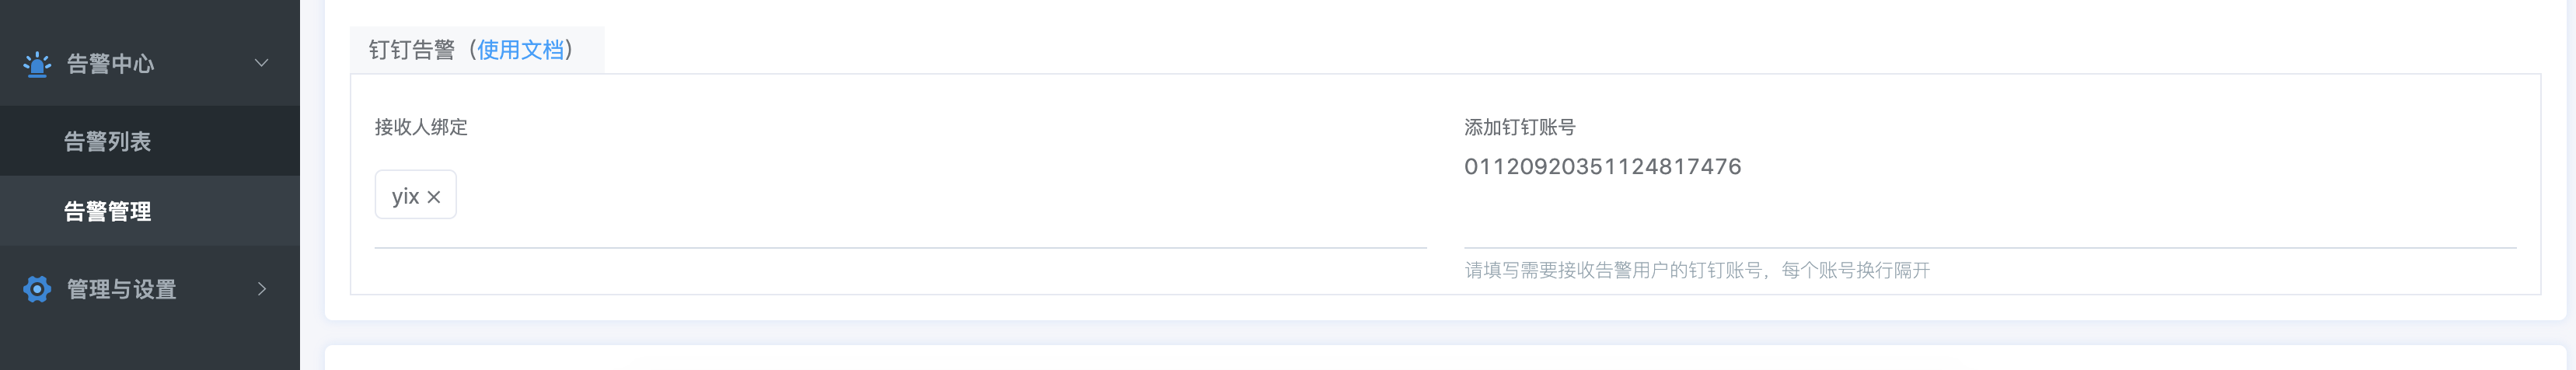 告警中心
告警列表
告警管理
管理与设置
钉钉告警（使用文档）
接收人绑定
yix ×
添加钉钉账号
01120920351124817476
请填写需要接收告警用户的钉钉账号，每个账号换行隔开